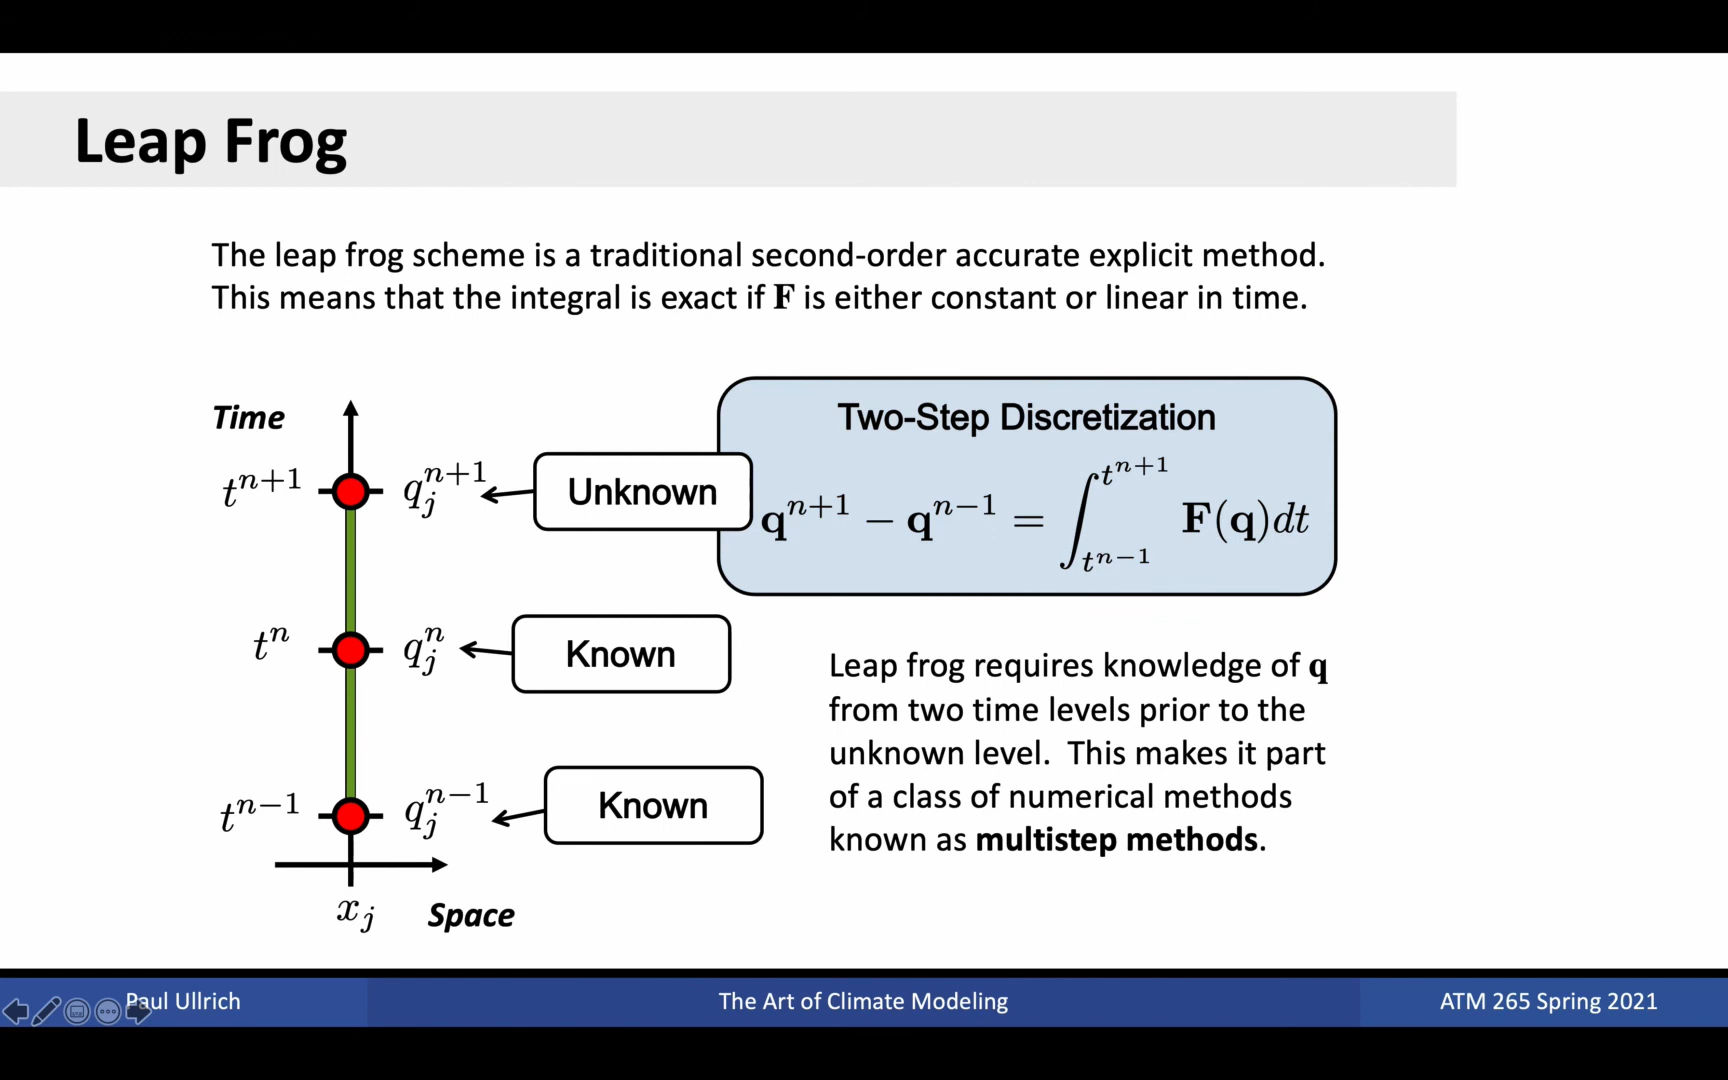 Leap Frog
The leap frog scheme is a traditional second-order accurate explicit method.
This means that the integral is exact if F is either constant or linear in time.
Time
t^{n+1}
q_j^{n+1}
Unknown
Two-Step Discretization
q^{n+1} − q^{n−1} = ∫_{t^{n−1}}^{t^{n+1}} F(q)dt
t^n
q_j^n
Known
t^{n−1}
q_j^{n−1}
Known
x_j
Space
Leap frog requires knowledge of q
from two time levels prior to the
unknown level. This makes it part
of a class of numerical methods
known as multistep methods.
Paul Ullrich
The Art of Climate Modeling
ATM 265 Spring 2021